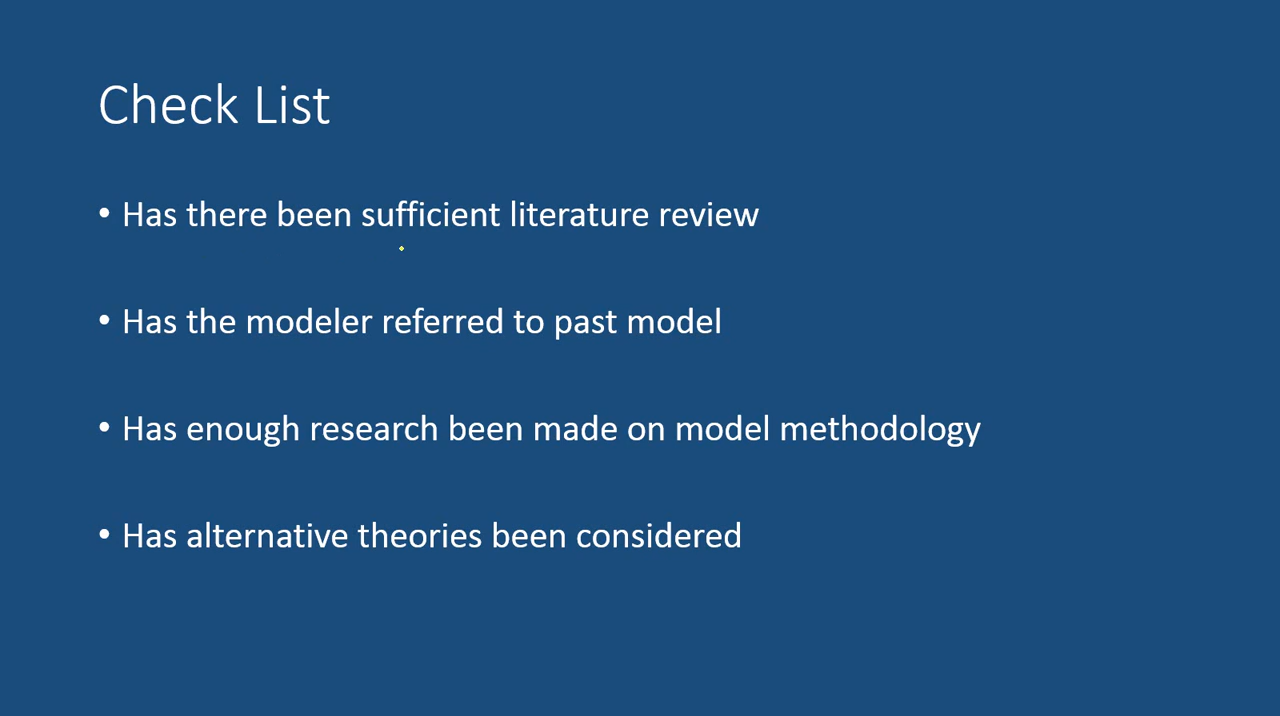 Check List
• Has there been sufficient literature review
• Has the modeler referred to past model
• Has enough research been made on model methodology
• Has alternative theories been considered